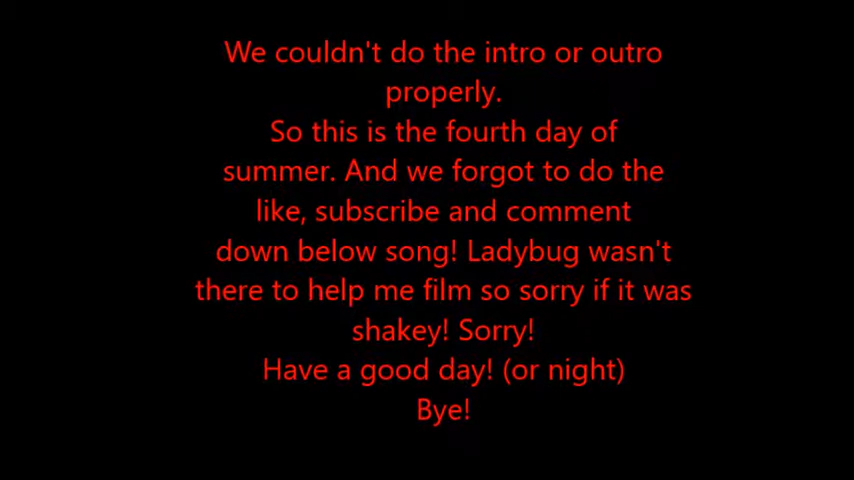 We couldn't do the intro or outro
properly.
So this is the fourth day of
summer. And we forgot to do the
like, subscribe and comment
down below song! Ladybug wasn't
there to help me film so sorry if it was
shakey! Sorry!
Have a good day! (or night)
Bye!